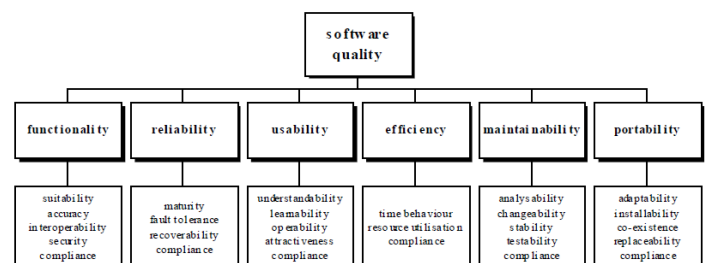 software
quality
functionality
reliability
usability
efficiency
maintainability
portability
suitability
accuracy
interoperability
security
compliance
maturity
fault tolerance
recoverability
compliance
understandability
learnability
operability
attractiveness
compliance
time behaviour
resource utilisation
compliance
analysability
changeability
stability
testability
compliance
adaptability
installability
co-existence
replaceability
compliance